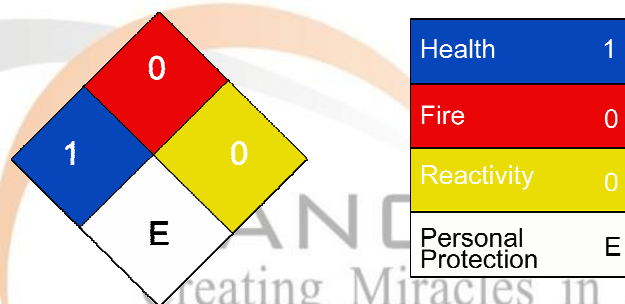 0
1 0
E
Health 1
Fire 0
Reactivity 0
Personal
Protection E
Creating Miracles in